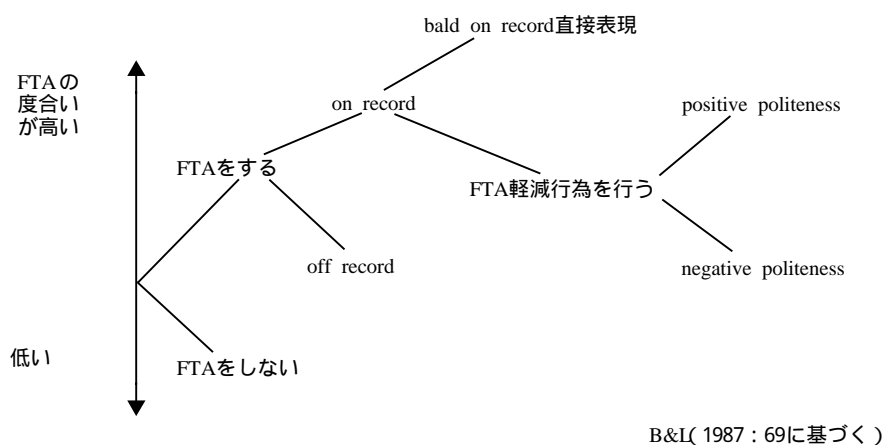 bald on record直接表現
FTAの
度合い
が高い
on record
positive politeness
FTAをする
FTA軽減行為を行う
off record
negative politeness
低い
FTAをしない
B&L(1987：69に基づく)